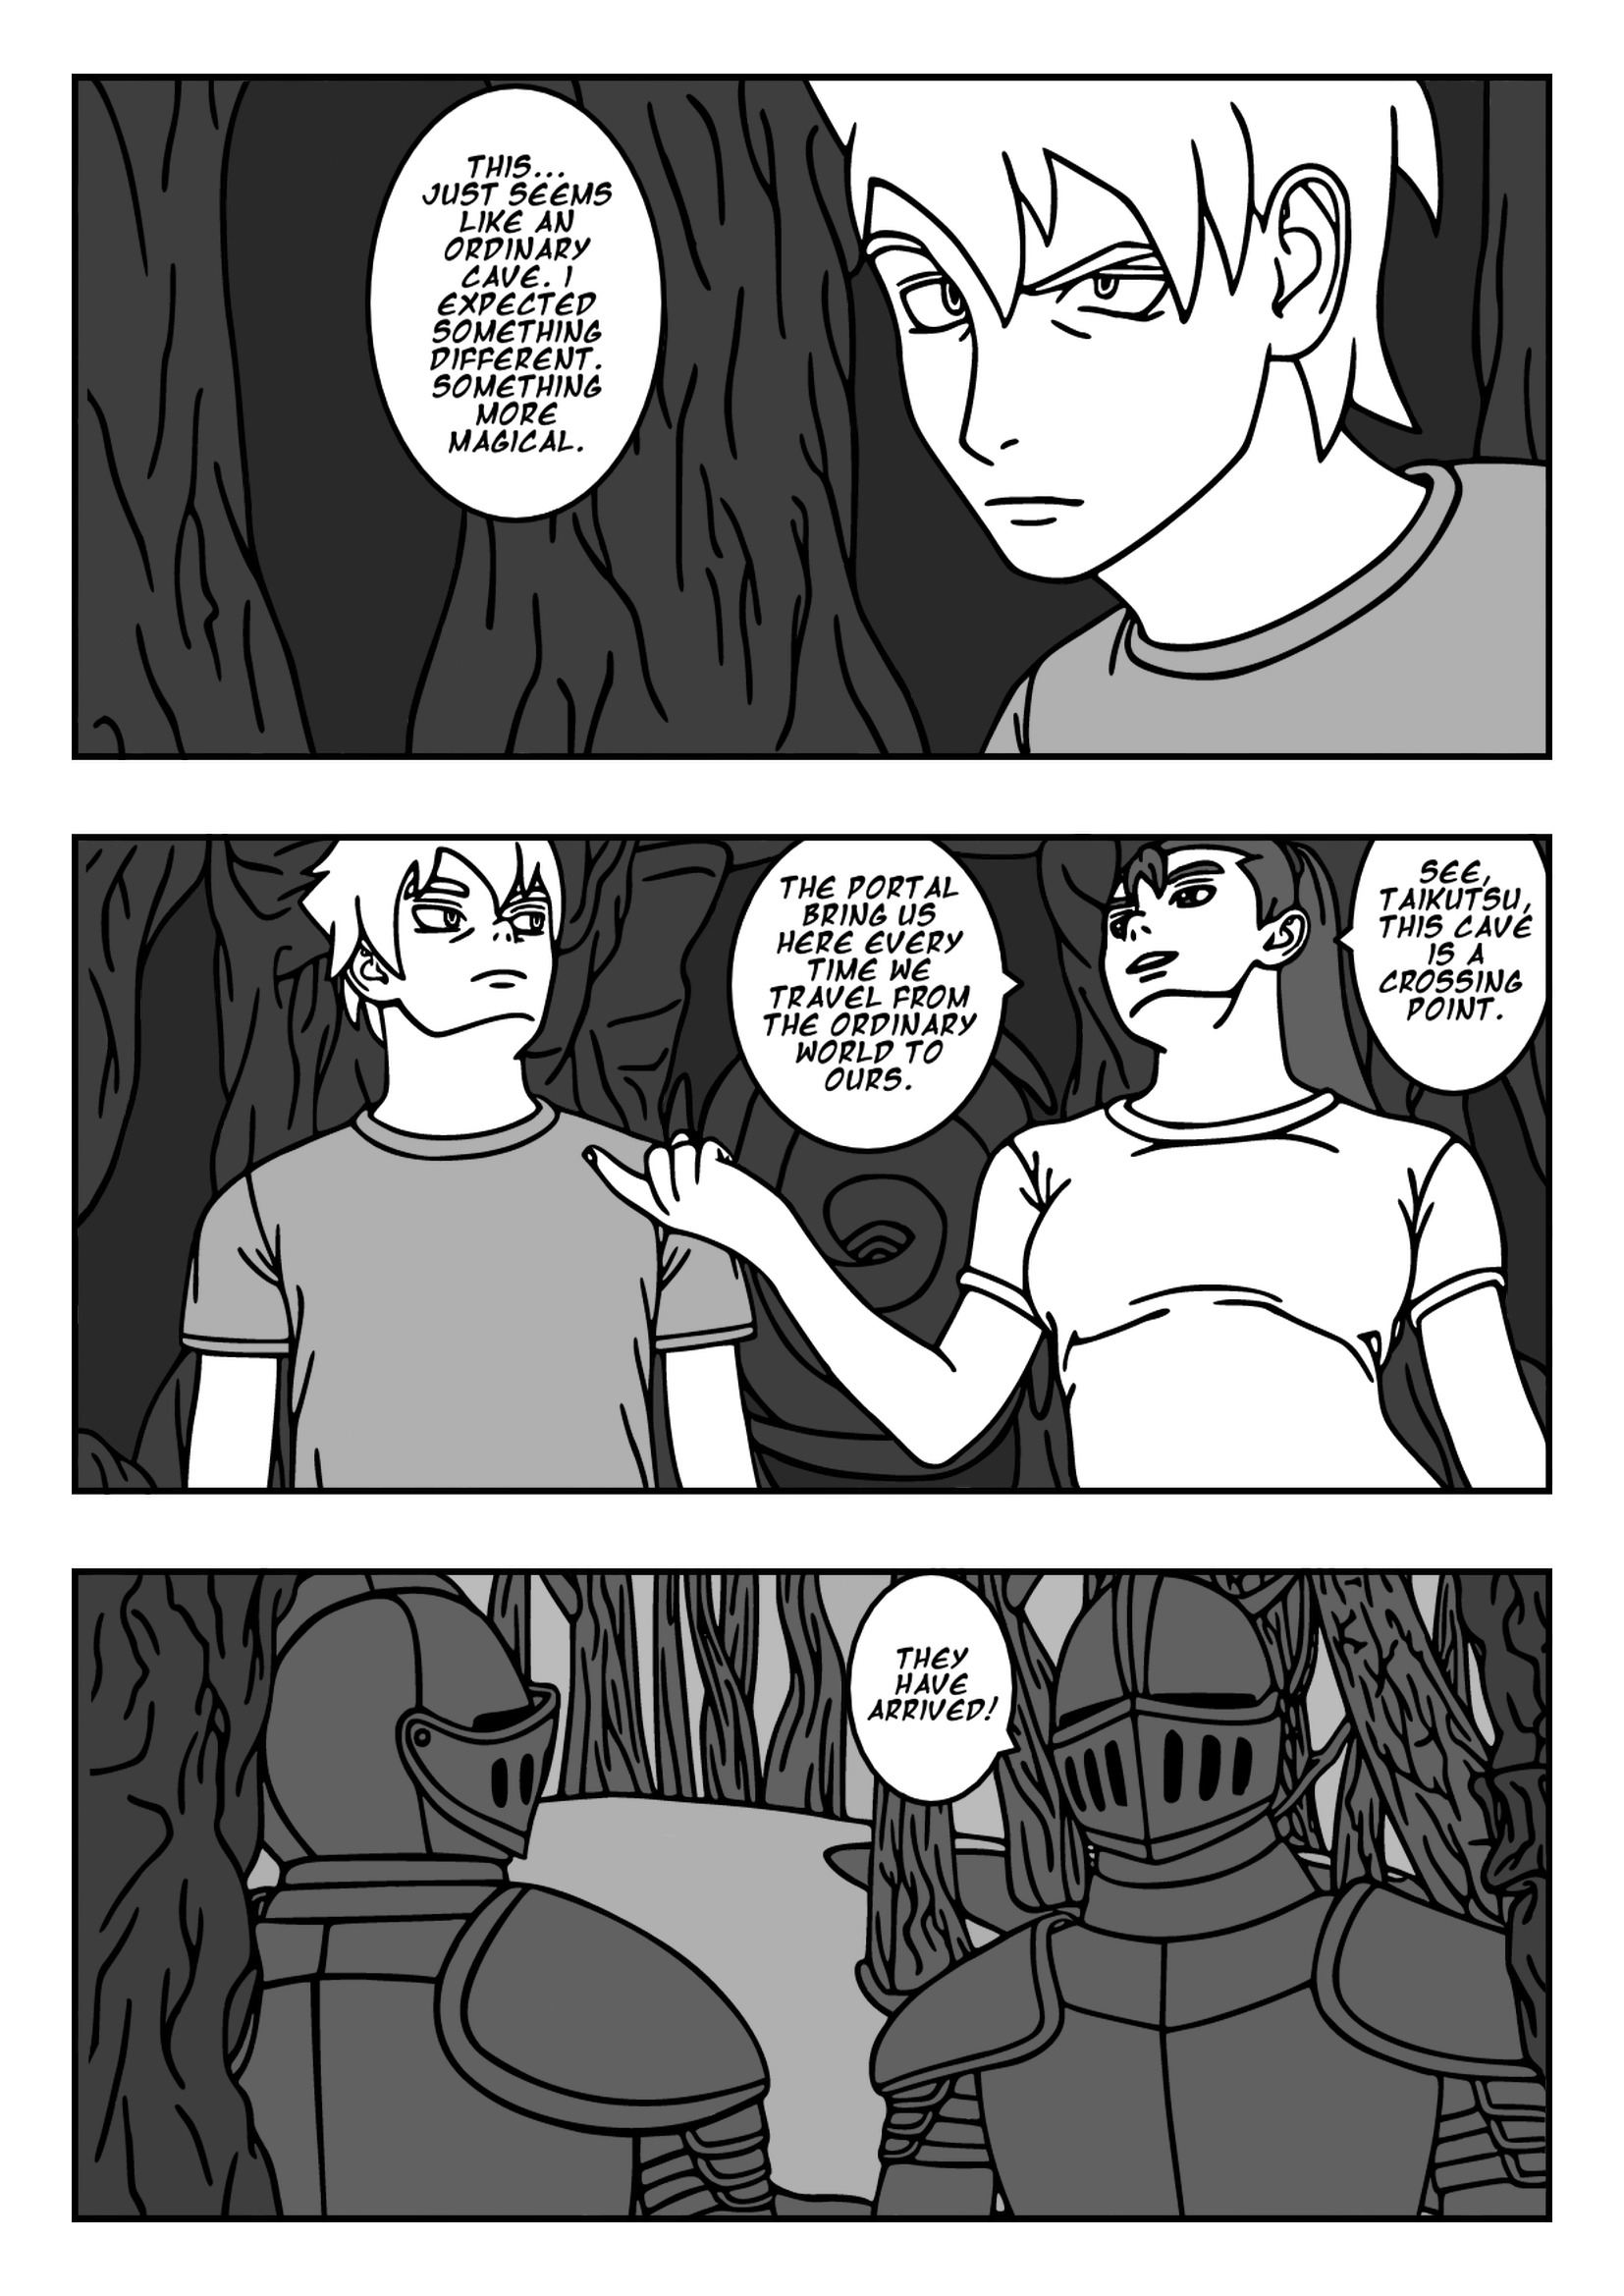 THIS...
JUST SEEMS
LIKE AN
ORDINARY
CAVE. I
EXPECTED
SOMETHING
DIFFERENT.
SOMETHING
MORE
MAGICAL.
SEE,
TAIKUTSU,
THIS CAVE
IS A
CROSSING
POINT.
THE PORTAL
BRING US
HERE EVERY
TIME WE
TRAVEL FROM
THE ORDINARY
WORLD TO
OURS.
THEY
HAVE
ARRIVED!